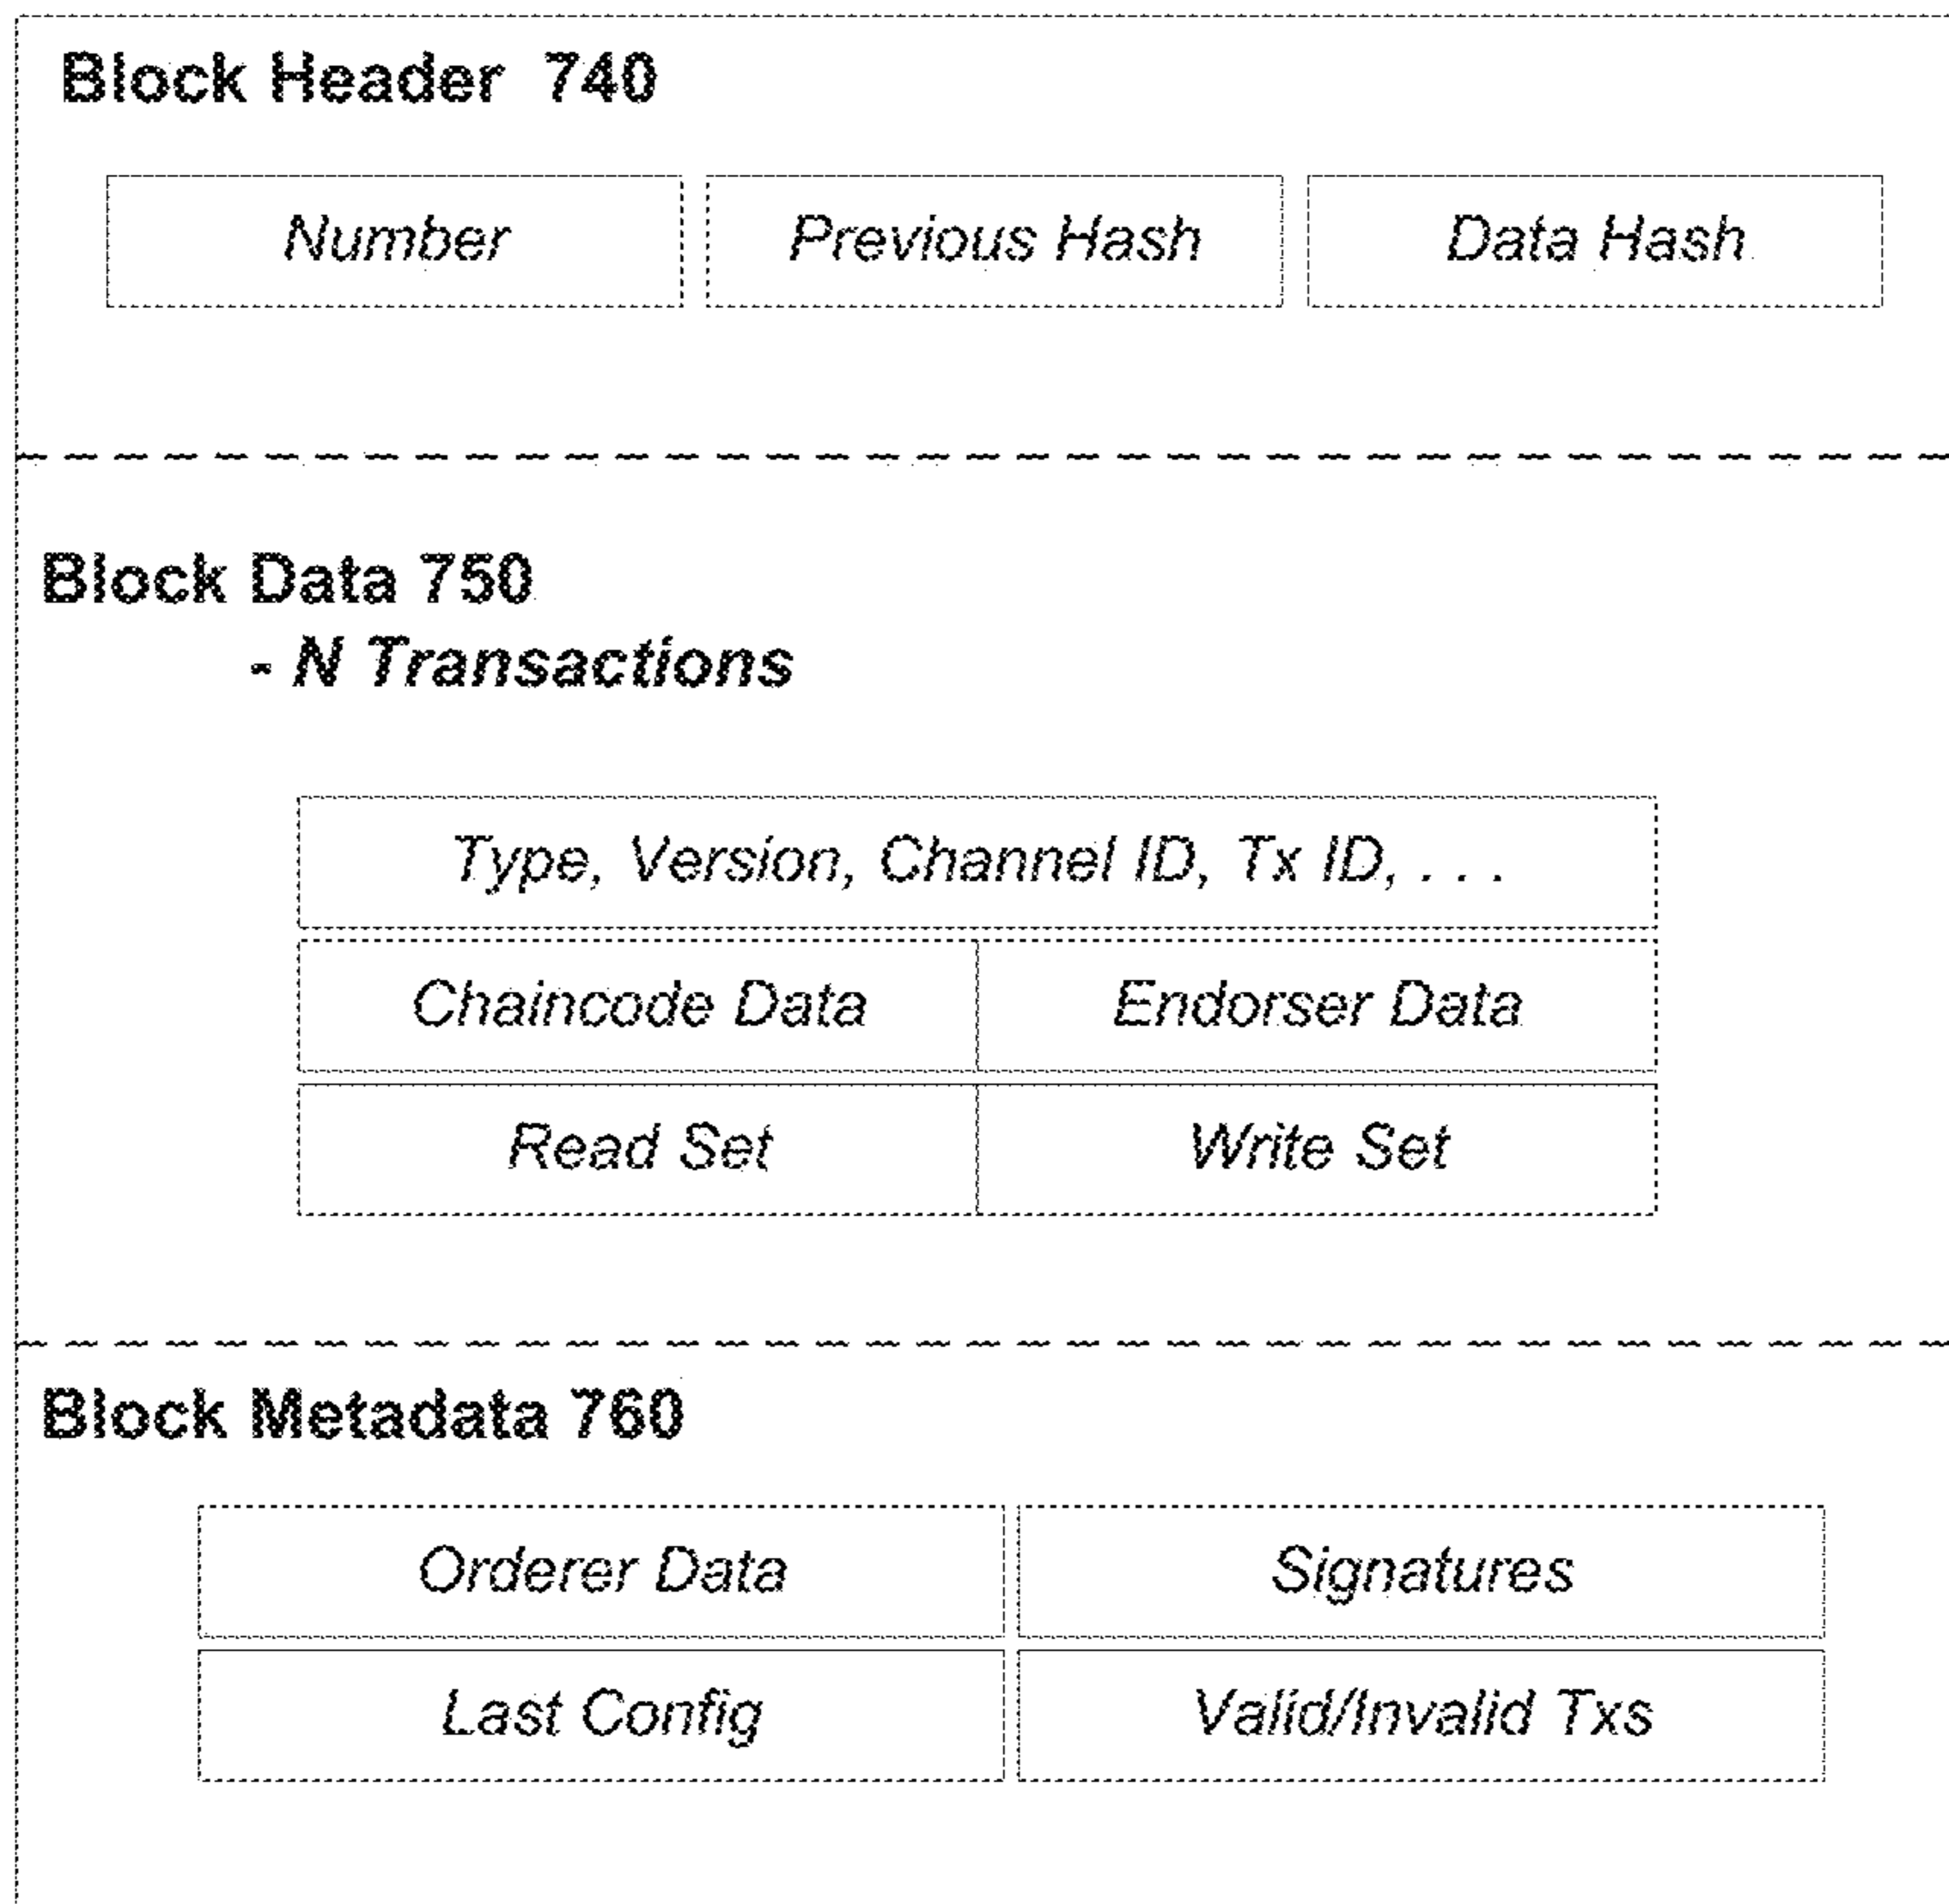 Block Header 740
Number Previous Hash Data Hash
Block Data 750
- N Transactions
Type, Version, Channel ID, Tx ID, . . .
Chaincode Data Endorser Data
Read Set Write Set
Block Metadata 760
Orderer Data Signatures
Last Config Valid/Invalid Txs